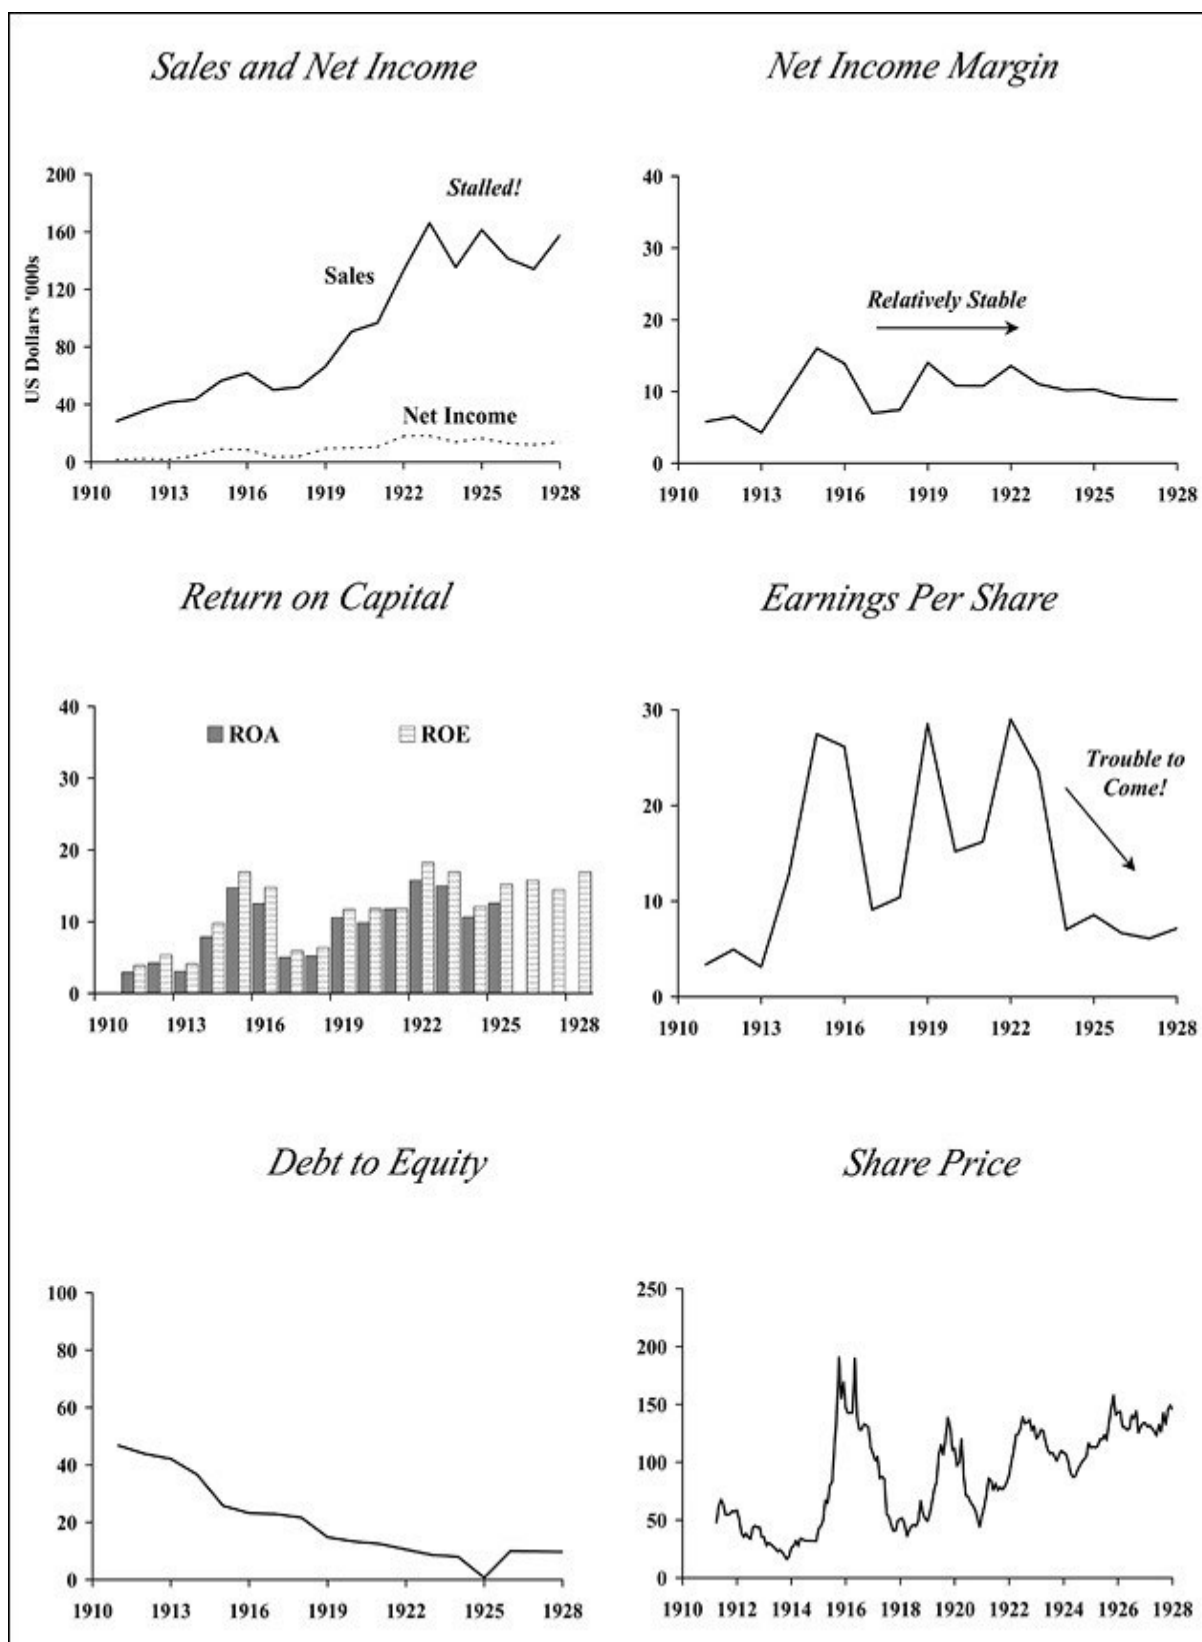 Sales and Net Income
200
160
120
80
40
0
US Dollars '000s
Stalled!
Sales
Net Income
1910 1913 1916 1919 1922 1925 1928
Net Income Margin
40
30
20
10
0
Relatively Stable
1910 1913 1916 1919 1922 1925 1928
Return on Capital
40
30
20
10
0
ROA ROE
1910 1913 1916 1919 1922 1925 1928
Earnings Per Share
30
20
10
0
Trouble to
Come!
1910 1913 1916 1919 1922 1925 1928
Debt to Equity
100
80
60
40
20
0
1910 1913 1916 1919 1922 1925 1928
Share Price
250
200
150
100
50
0
1910 1912 1914 1916 1918 1920 1922 1924 1926 1928